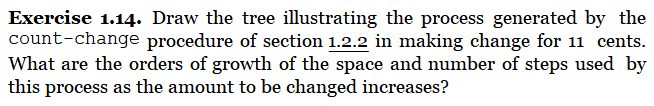 Exercise 1.14. Draw the tree illustrating the process generated by the
count-change procedure of section 1.2.2 in making change for 11 cents.
What are the orders of growth of the space and number of steps used by
this process as the amount to be changed increases?